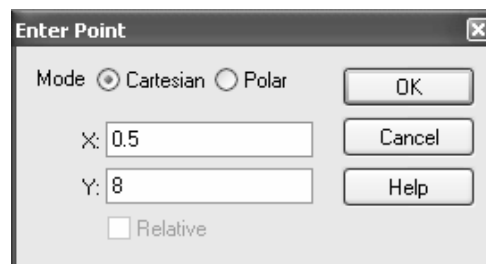 Enter Point
Mode Cartesian Polar OK
X: 0.5 Cancel
Y: 8 Help
Relative